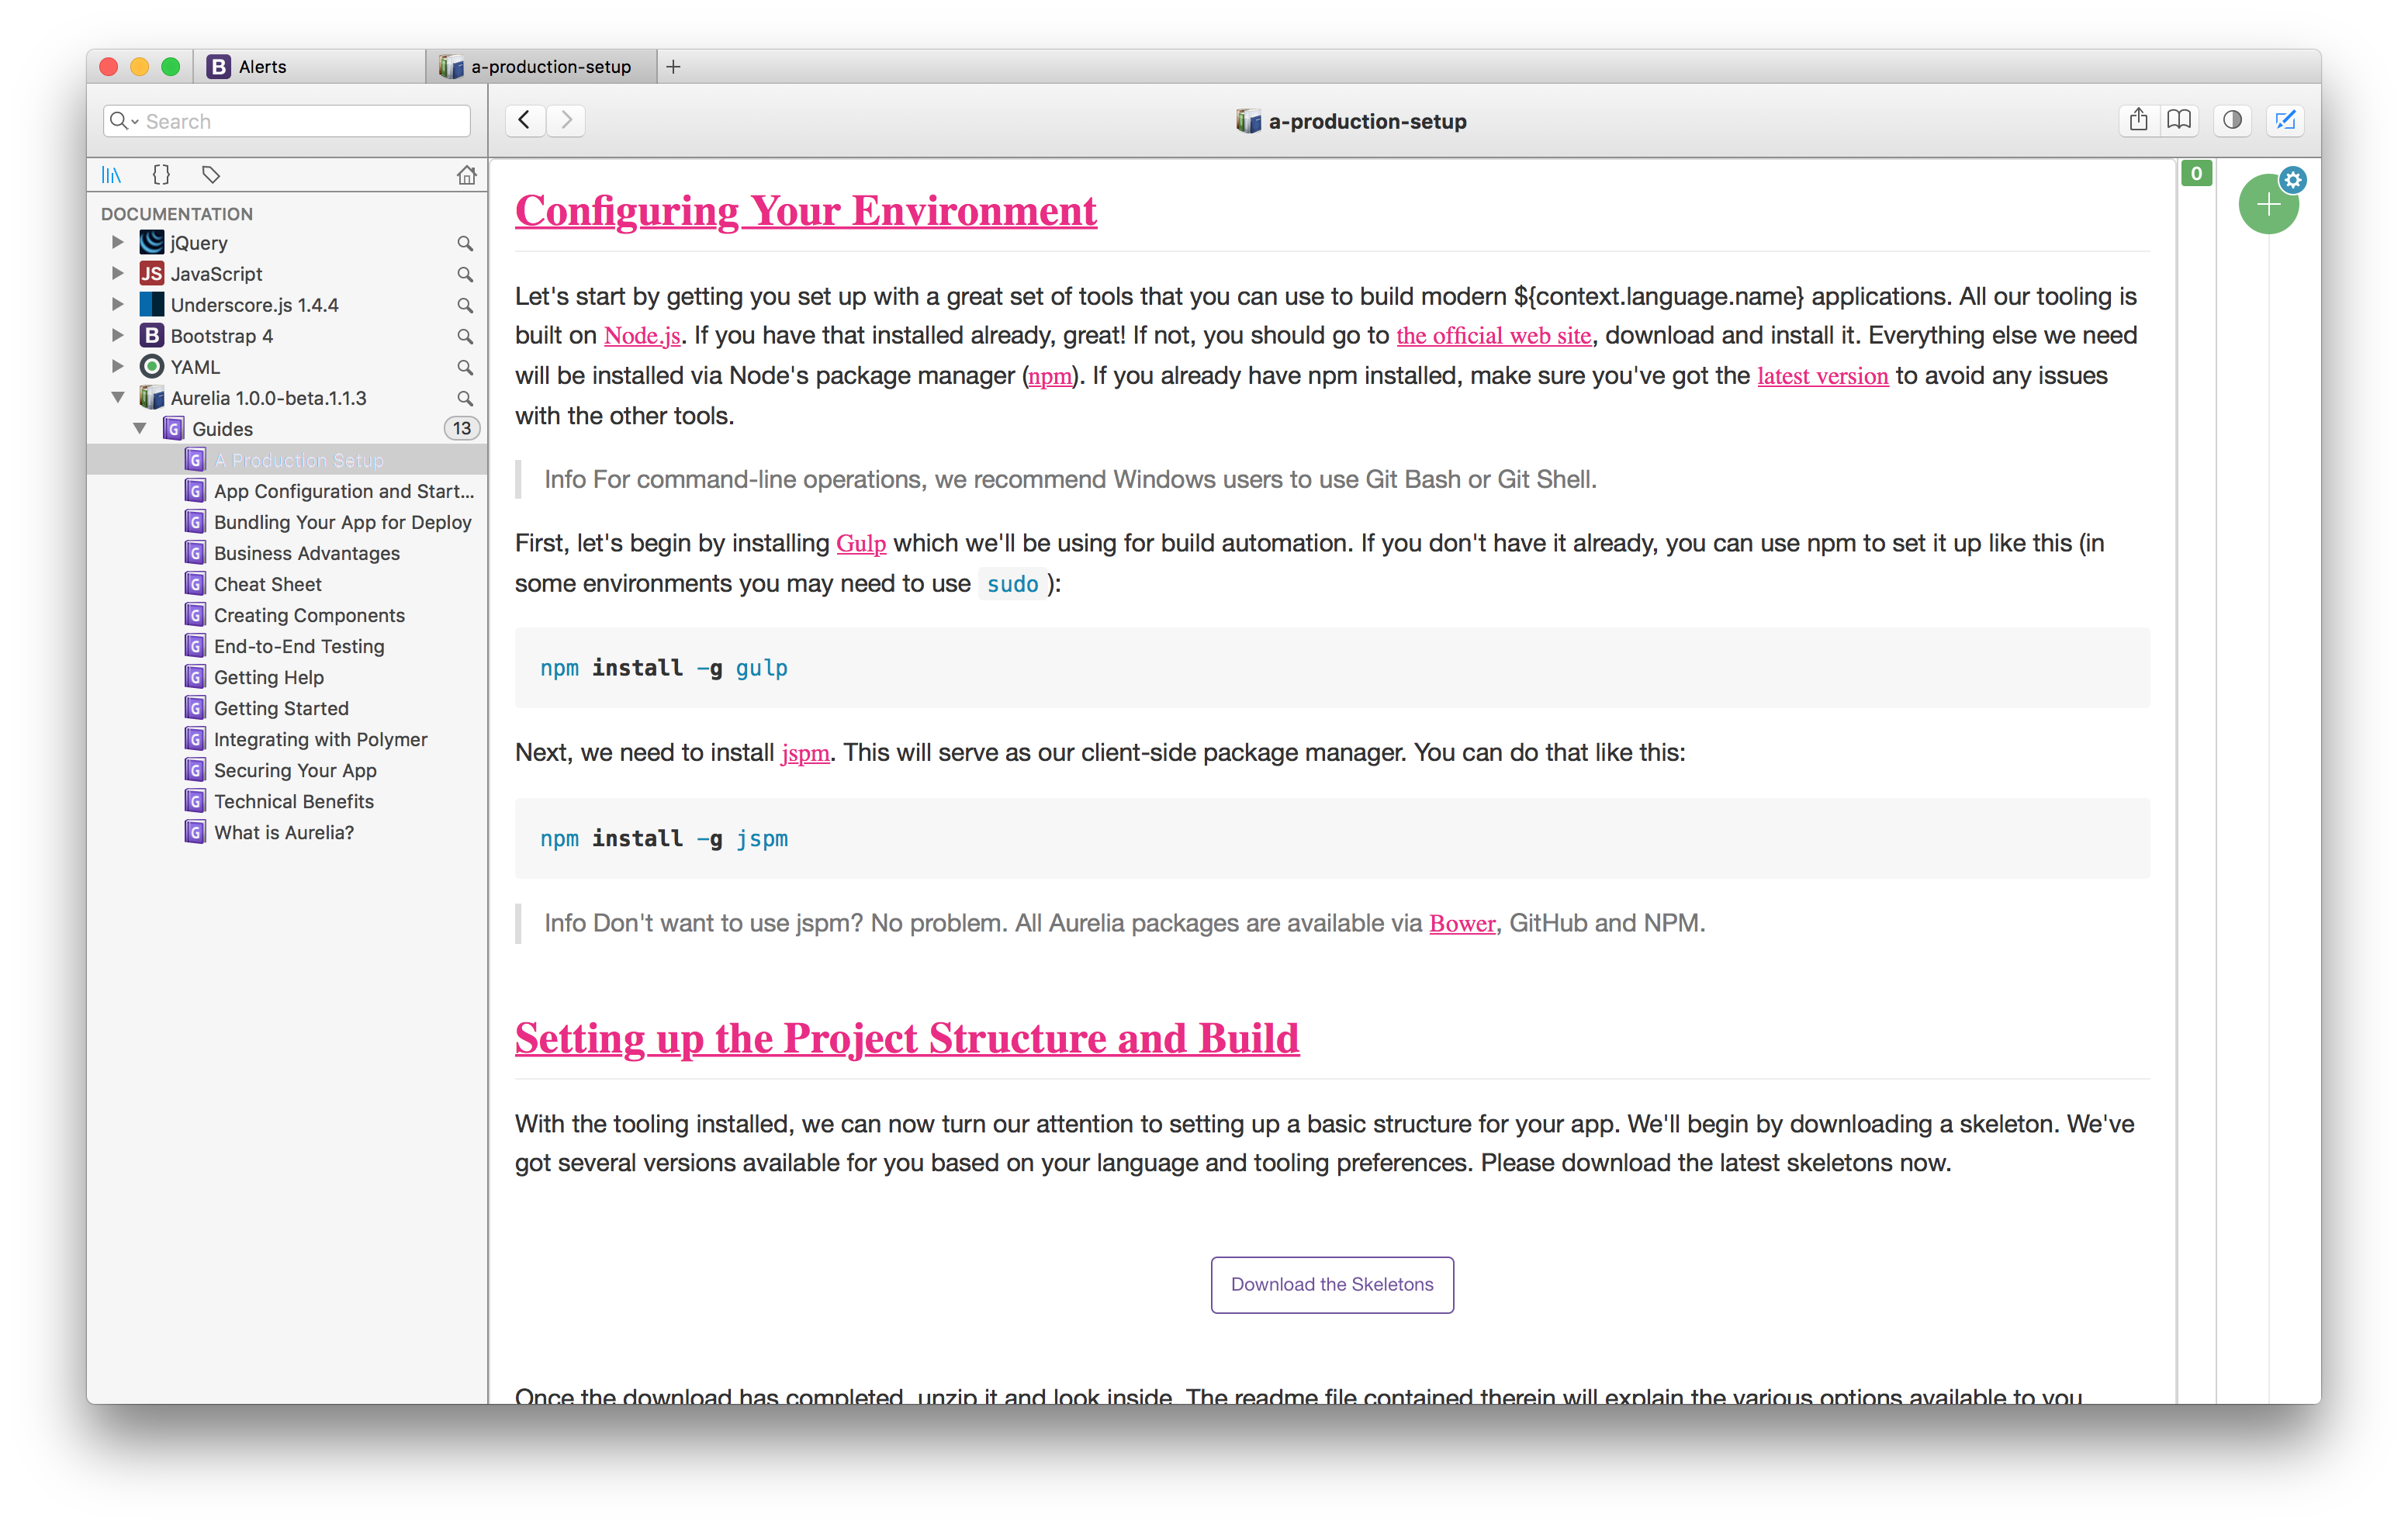 Alerts
a-production-setup
Search
a-production-setup
DOCUMENTATION
jQuery
JavaScript
Underscore.js 1.4.4
Bootstrap 4
YAML
Aurelia 1.0.0-beta.1.1.3
Guides 13
A Production Setup
App Configuration and Start...
Bundling Your App for Deploy
Business Advantages
Cheat Sheet
Creating Components
End-to-End Testing
Getting Help
Getting Started
Integrating with Polymer
Securing Your App
Technical Benefits
What is Aurelia?
Configuring Your Environment
Let's start by getting you set up with a great set of tools that you can use to build modern ${context.language.name} applications. All our tooling is
built on Node.js. If you have that installed already, great! If not, you should go to the official web site, download and install it. Everything else we need
will be installed via Node's package manager (npm). If you already have npm installed, make sure you've got the latest version to avoid any issues
with the other tools.
Info For command-line operations, we recommend Windows users to use Git Bash or Git Shell.
First, let's begin by installing Gulp which we'll be using for build automation. If you don't have it already, you can use npm to set it up like this (in
some environments you may need to use sudo ):
npm install -g gulp
Next, we need to install jspm. This will serve as our client-side package manager. You can do that like this:
npm install -g jspm
Info Don't want to use jspm? No problem. All Aurelia packages are available via Bower, GitHub and NPM.
Setting up the Project Structure and Build
With the tooling installed, we can now turn our attention to setting up a basic structure for your app. We'll begin by downloading a skeleton. We've
got several versions available for you based on your language and tooling preferences. Please download the latest skeletons now.
Download the Skeletons
Once the download has completed, unzip it and look inside. The readme file contained therein will explain the various options available to you.
0